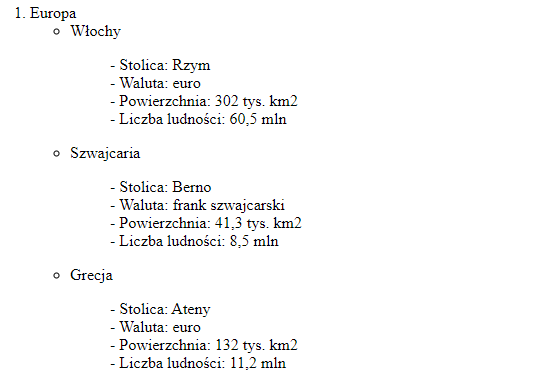 1. Europa
Włochy
- Stolica: Rzym
- Waluta: euro
- Powierzchnia: 302 tys. km2
- Liczba ludności: 60,5 mln
Szwajcaria
- Stolica: Berno
- Waluta: frank szwajcarski
- Powierzchnia: 41,3 tys. km2
- Liczba ludności: 8,5 mln
Grecja
- Stolica: Ateny
- Waluta: euro
- Powierzchnia: 132 tys. km2
- Liczba ludności: 11,2 mln